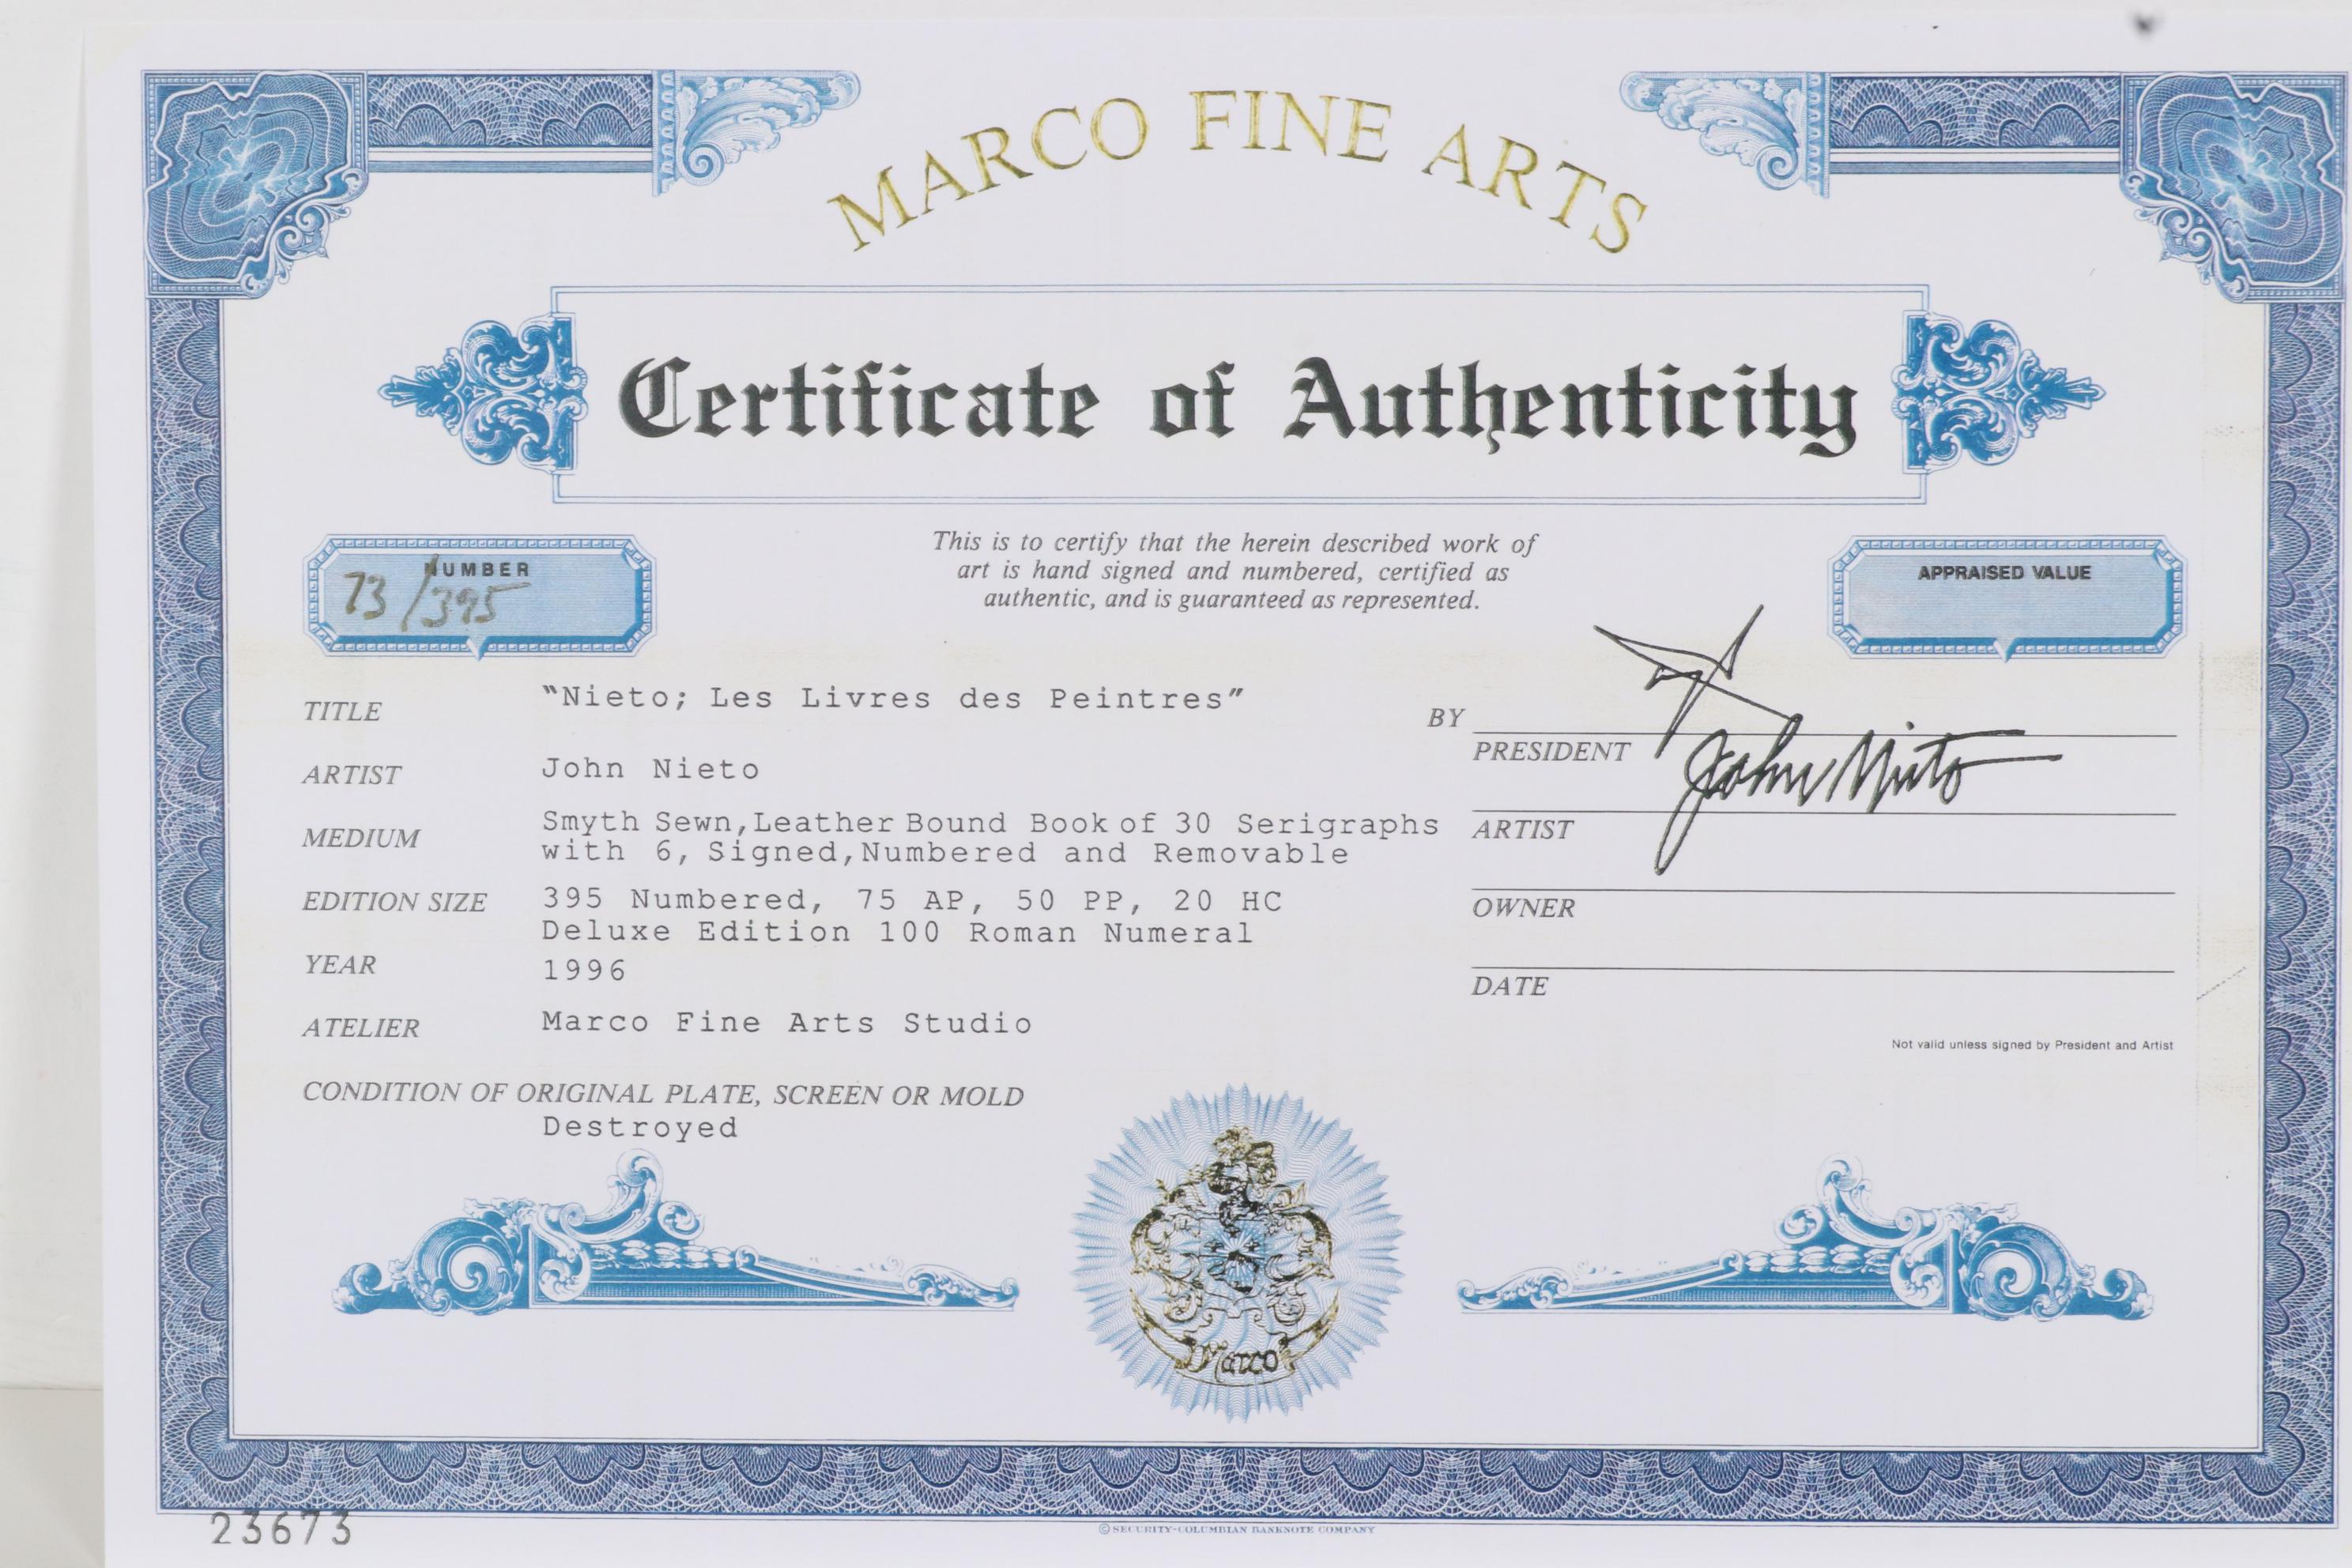 MARCO FINE ARTS
Certificate of Authenticity
NUMBER
73/395
This is to certify that the herein described work of
art is hand signed and numbered, certified as
authentic, and is guaranteed as represented.
APPRAISED VALUE
TITLE "Nieto; Les Livres des Peintres"
ARTIST John Nieto
MEDIUM Smyth Sewn, Leather Bound Book of 30 Serigraphs
with 6, Signed, Numbered and Removable
EDITION SIZE 395 Numbered, 75 AP, 50 PP, 20 HC
Deluxe Edition 100 Roman Numeral
YEAR 1996
ATELIER Marco Fine Arts Studio
CONDITION OF ORIGINAL PLATE, SCREEN OR MOLD
Destroyed
BY
PRESIDENT
John Nieto
ARTIST
OWNER
DATE
Not valid unless signed by President and Artist
Marco
23673
© SECURITY-COLUMBIAN BANKNOTE COMPANY